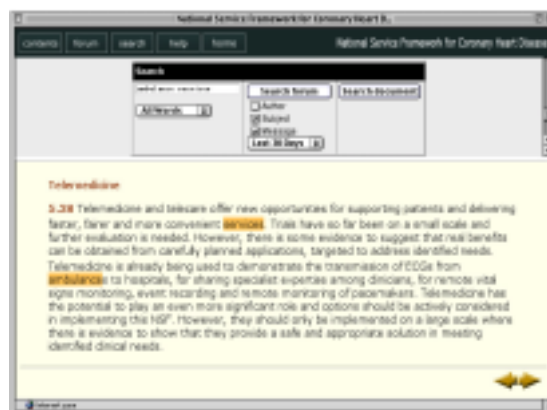 National Service Framework for Coronary Heart D..
contents forum search help home
National Service Framework for Coronary Heart Disease
Search
All Words
Search forum
Search document
Author
Subject
Message
Last 30 Days
Telemedicine
5.28 Telemedicine and telecare offer new opportunities for supporting patients and delivering
faster, fairer and more convenient services. Trials have so far been on a small scale and
further evaluation is needed. However, there is some evidence to suggest that real benefits
can be obtained from carefully planned applications, targeted to address identified needs.
Telemedicine is already being used to demonstrate the transmission of ECGs from
ambulances to hospitals, for sharing specialist expertise among clinicians, for remote vital
signs monitoring, event recording and remote monitoring of pacemakers. Telemedicine has
the potential to play an even more significant role and options should be actively considered
in implementing this NSF. However, they should only be implemented on a large scale where
there is evidence to show that they provide a safe and appropriate solution in meeting
identified clinical needs.
Internet zone